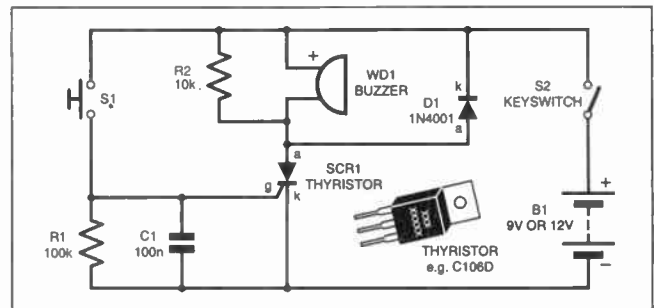 S1
R2
10k
+
WD1
BUZZER
k
D1
1N4001
a
S2
KEYSWITCH
a
SCR1
THYRISTOR
g
k
R1
100k
C1
100n
THYRISTOR
e.g. C106D
+
B1
9V OR 12V
−